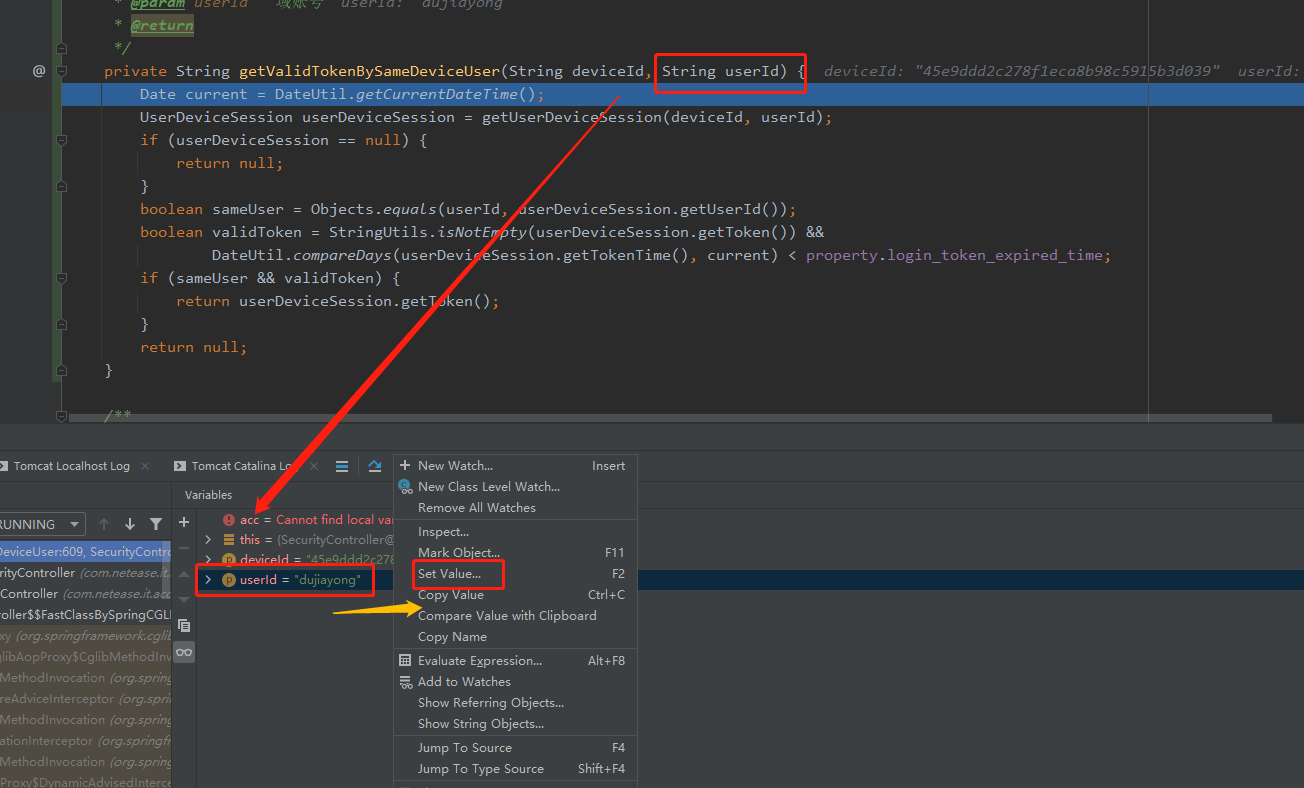 * @param userId 域账号 userId: "dujiayong"
* @return
*/
@
private String getValidTokenBySameDeviceUser(String deviceId, String userId) { deviceId: "45e9ddd2c278f1eca8b98c5915b3d039" userId:
Date current = DateUtil.getCurrentDateTime();
UserDeviceSession userDeviceSession = getUserDeviceSession(deviceId, userId);
if (userDeviceSession == null) {
return null;
}
boolean sameUser = Objects.equals(userId, userDeviceSession.getUserId());
boolean validToken = StringUtils.isNotEmpty(userDeviceSession.getToken()) &&
DateUtil.compareDays(userDeviceSession.getTokenTime(), current) < property.login_token_expired_time;
if (sameUser && validToken) {
return userDeviceSession.getToken();
}
return null;
}
/**
Tomcat Localhost Log
Tomcat Catalina Lo
Variables
RUNNING
DeviceUser:609, SecurityContro
rityController (com.netease.it.
Controller (com.netease.it.acc
roller$$FastClassBySpringCGLI
xy (org.springframework.cglib
glibAopProxy$CglibMethodInv
MethodInvocation (org.spring
reAdviceInterceptor (org.spri
MethodInvocation (org.spring
ationInterceptor (org.springfr
MethodInvocation (org.spring
Proxy$DynamicAdvisedInterce
acc = Cannot find local va
this = {SecurityController@
deviceId = "45e9ddd2c278
userId = "dujiayong"
New Watch... Insert
New Class Level Watch...
Remove All Watches
Inspect...
Mark Object... F11
Set Value... F2
Copy Value Ctrl+C
Compare Value with Clipboard
Copy Name
Evaluate Expression... Alt+F8
Add to Watches
Show Referring Objects...
Show String Objects...
Jump To Source F4
Jump To Type Source Shift+F4